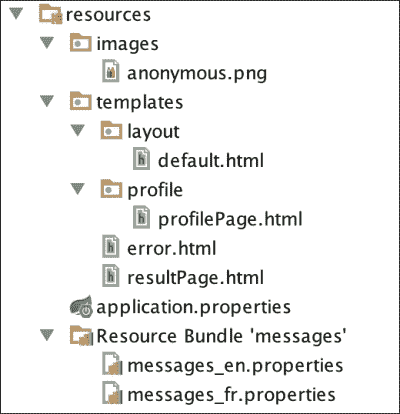 resources
images
anonymous.png
templates
layout
default.html
profile
profilePage.html
error.html
resultPage.html
application.properties
Resource Bundle 'messages'
messages_en.properties
messages_fr.properties